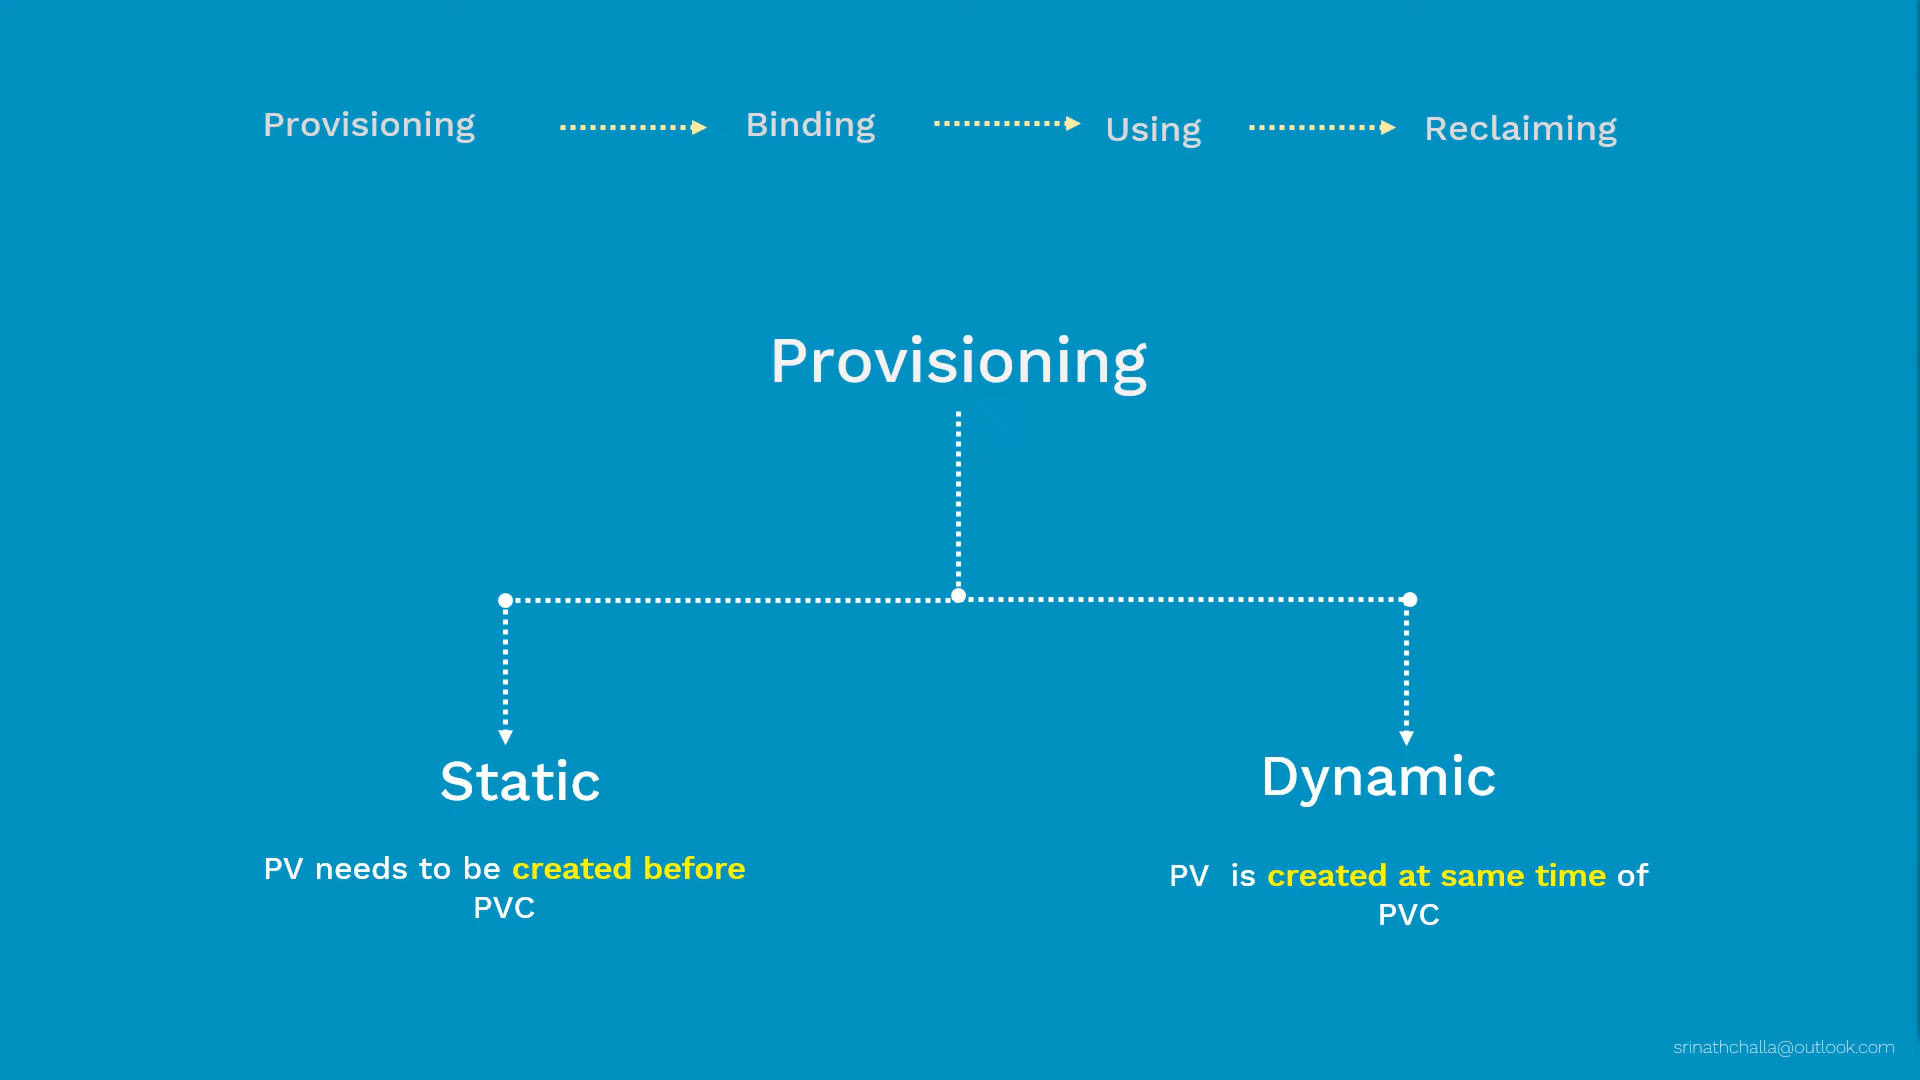 Provisioning Binding Using Reclaiming
Provisioning
Static
Dynamic
PV needs to be created before
PVC
PV is created at same time of
PVC
srinathchalla@outlook.com